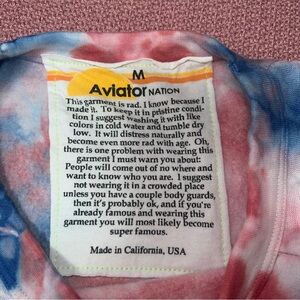 M
Aviator NATION
This garment is rad. I know because I
made it. To keep it in pristine condi-
tion I suggest washing it with like
colors in cold water and tumble dry
low. It will distress naturally and
become even more rad with age. Oh,
there is one problem with wearing this
garment I must warn you about:
People will come out of no where and
want to know who you are. I suggest
not wearing it in a crowded place
unless you have a couple body guards,
then it's probably ok, and if you're
already famous and wearing this
garment you will most likely become
super famous.
Made in California, USA